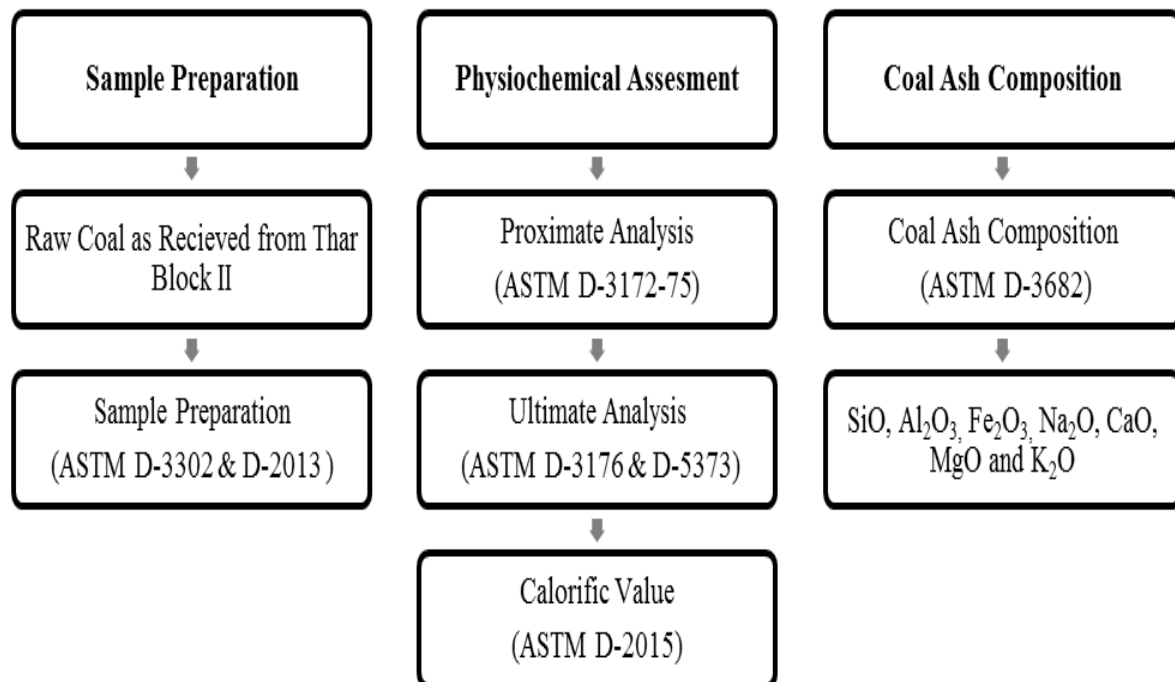 Sample Preparation
Raw Coal as Recieved from Thar
Block II
Sample Preparation
(ASTM D-3302 & D-2013)
Physiochemical Assesment
Proximate Analysis
(ASTM D-3172-75)
Ultimate Analysis
(ASTM D-3176 & D-5373)
Calorific Value
(ASTM D-2015)
Coal Ash Composition
Coal Ash Composition
(ASTM D-3682)
SiO, Al₂O₃, Fe₂O₃, Na₂O, CaO,
MgO and K₂O